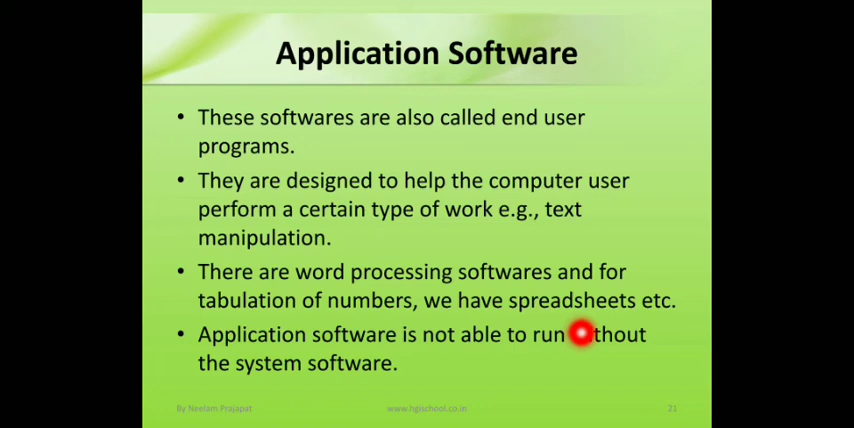 Application Software
• These softwares are also called end user
programs.
• They are designed to help the computer user
perform a certain type of work e.g., text
manipulation.
• There are word processing softwares and for
tabulation of numbers, we have spreadsheets etc.
• Application software is not able to run without
the system software.
By Neelam Prajapat
www.hgischool.co.in
21